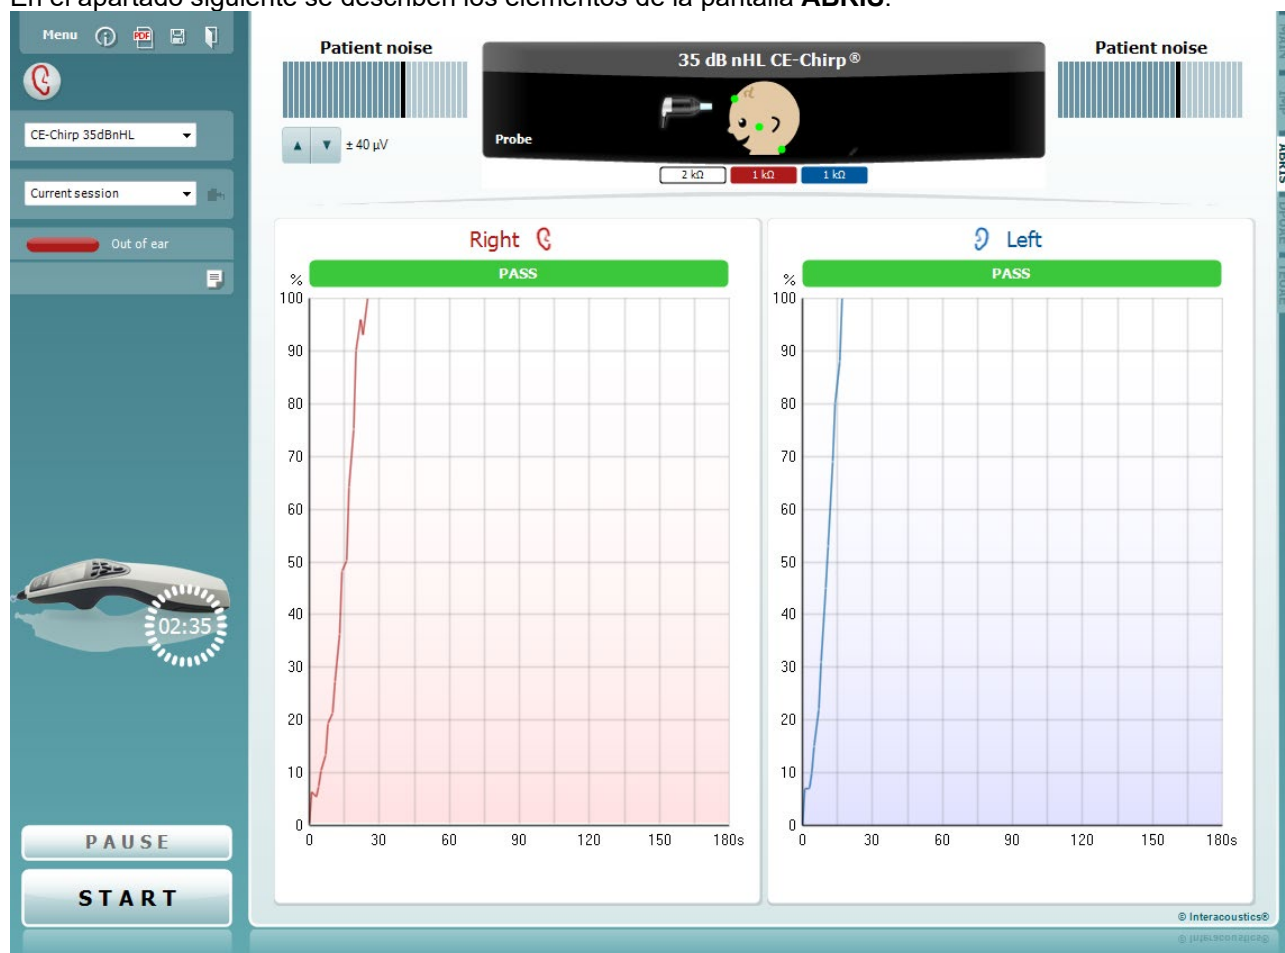 En el apartado siguiente se describen los elementos de la pantalla ABRIS.
Menu
PDF
CE-Chirp 35dBnHL
Current session
Out of ear
02:35
PAUSE
START
Patient noise
± 40 µV
35 dB nHL CE-Chirp®
Probe
2 kΩ 1 kΩ 1 kΩ
Patient noise
ABRIS
Right
PASS
%
100
90
80
70
60
50
40
30
20
10
0
0 30 60 90 120 150 180s
Left
PASS
%
100
90
80
70
60
50
40
30
20
10
0
0 30 60 90 120 150 180s
© Interacoustics®